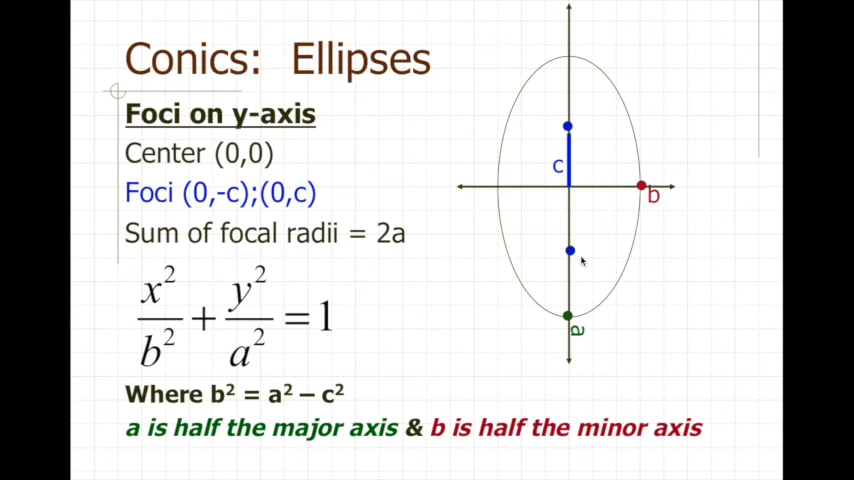 Conics: Ellipses
Foci on y-axis
Center (0,0)
Foci (0,-c);(0,c)
Sum of focal radii = 2a
x²/b² + y²/a² = 1
Where b² = a² – c²
a is half the major axis & b is half the minor axis
c
b
a